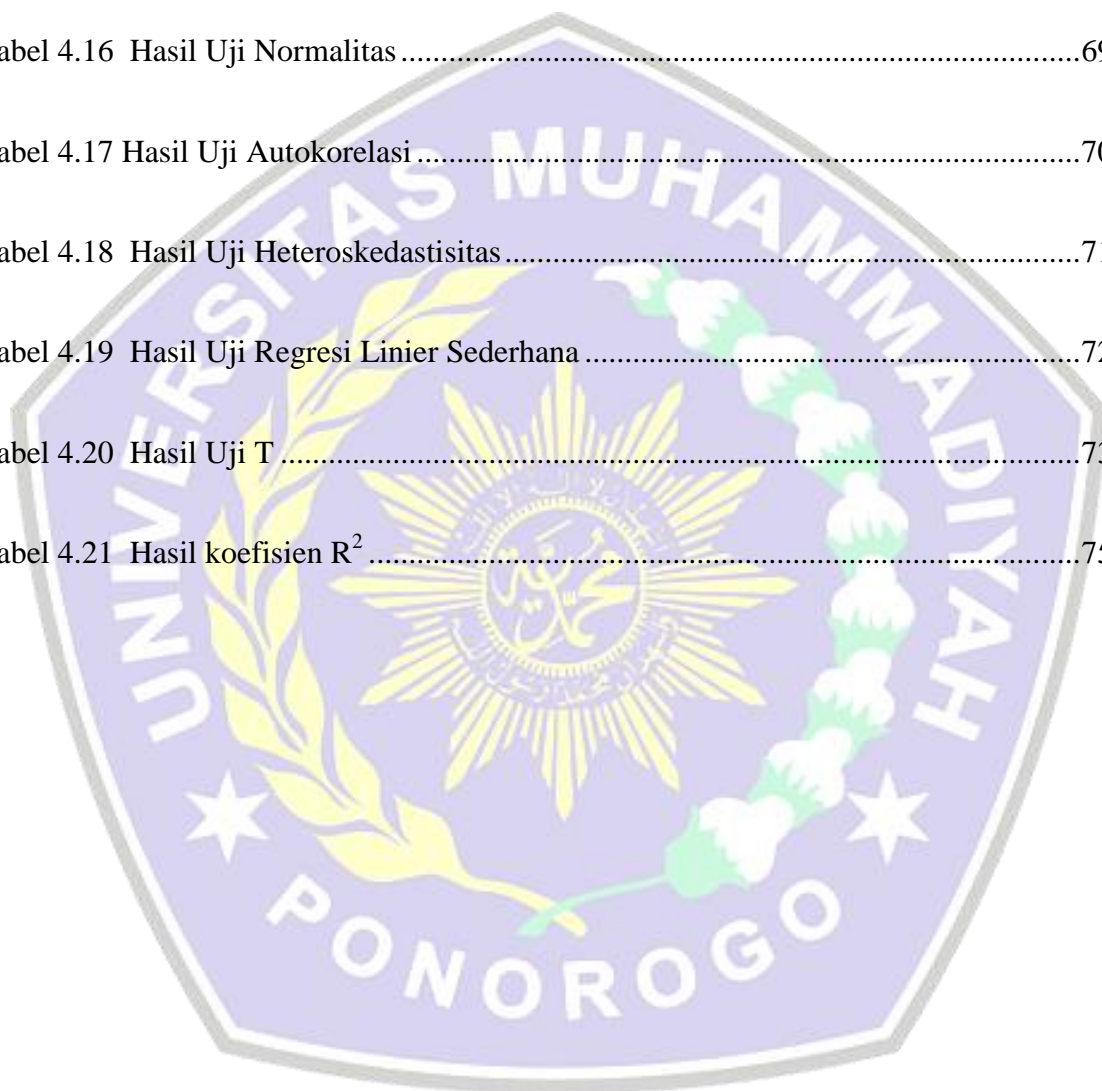 abel 4.16 Hasil Uji Normalitas ........................................................................... 69
abel 4.17 Hasil Uji Autokorelasi ......................................................................... 70
abel 4.18 Hasil Uji Heteroskedastisitas ................................................................ 71
abel 4.19 Hasil Uji Regresi Linier Sederhana ....................................................... 72
abel 4.20 Hasil Uji T ......................................................................................... 73
abel 4.21 Hasil koefisien R² ............................................................................... 75
UNIVERSITAS MUHAMMADIYAH
PONOROGO